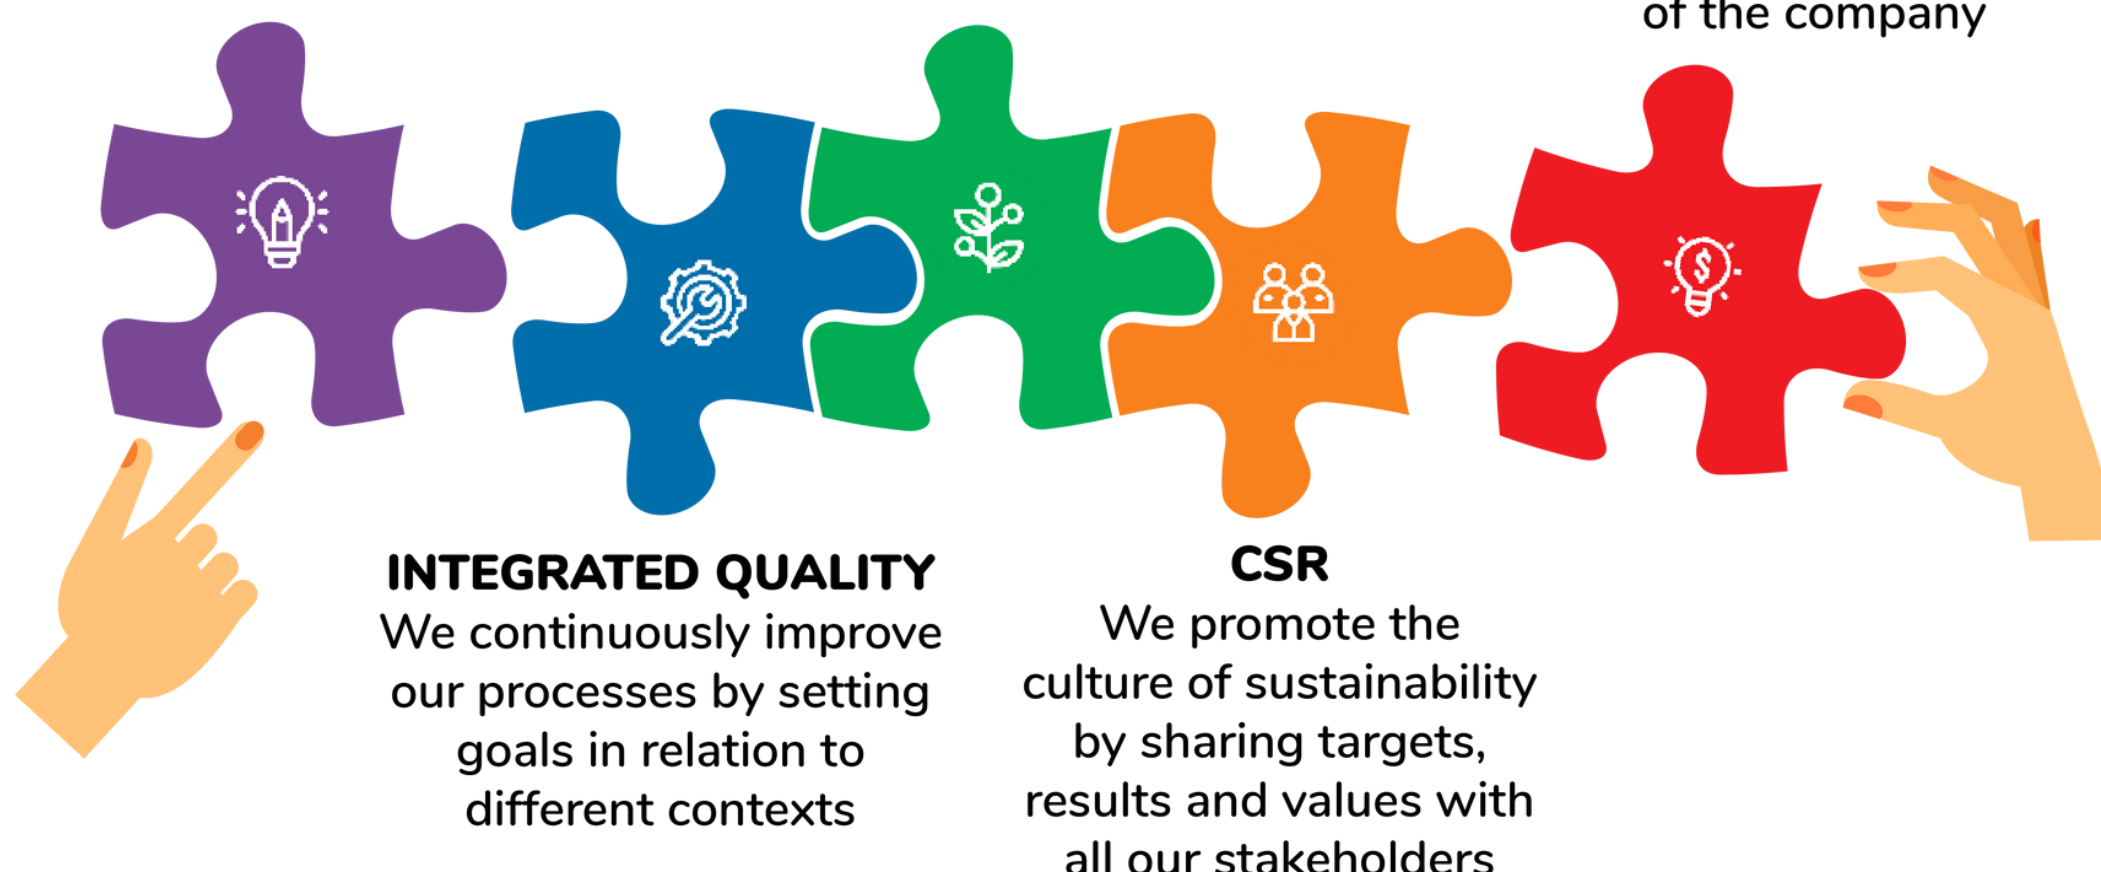 of the company
INTEGRATED QUALITY
We continuously improve
our processes by setting
goals in relation to
different contexts
CSR
We promote the
culture of sustainability
by sharing targets,
results and values with
all our stakeholders